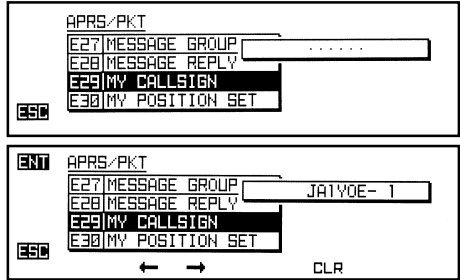 APRS/PKT
E27 MESSAGE GROUP
······
E28 MESSAGE REPLY
E29 MY CALLSIGN
E30 MY POSITION SET
ESC
ENT
APRS/PKT
E27 MESSAGE GROUP
JA1YOE- 1
E28 MESSAGE REPLY
E29 MY CALLSIGN
E30 MY POSITION SET
ESC
← → CLR